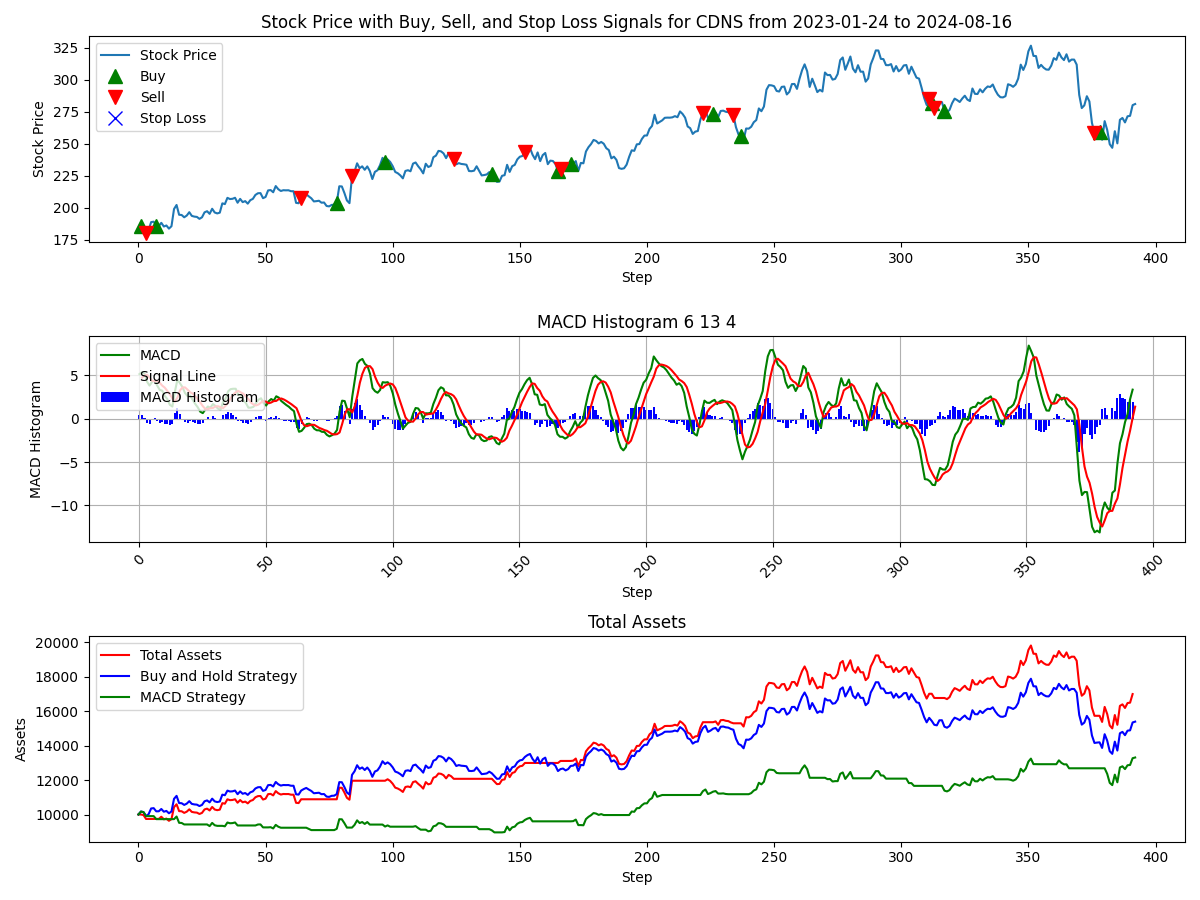 Stock Price with Buy, Sell, and Stop Loss Signals for CDNS from 2023-01-24 to 2024-08-16
Stock Price
Buy
Sell
Stop Loss
Stock Price
325
300
275
250
225
200
175
0 50 100 150 200 250 300 350 400
Step
MACD Histogram 6 13 4
MACD
Signal Line
MACD Histogram
MACD Histogram
5
0
−5
−10
0 50 100 150 200 250 300 350 400
Step
Total Assets
Total Assets
Buy and Hold Strategy
MACD Strategy
Assets
20000
18000
16000
14000
12000
10000
0 50 100 150 200 250 300 350 400
Step